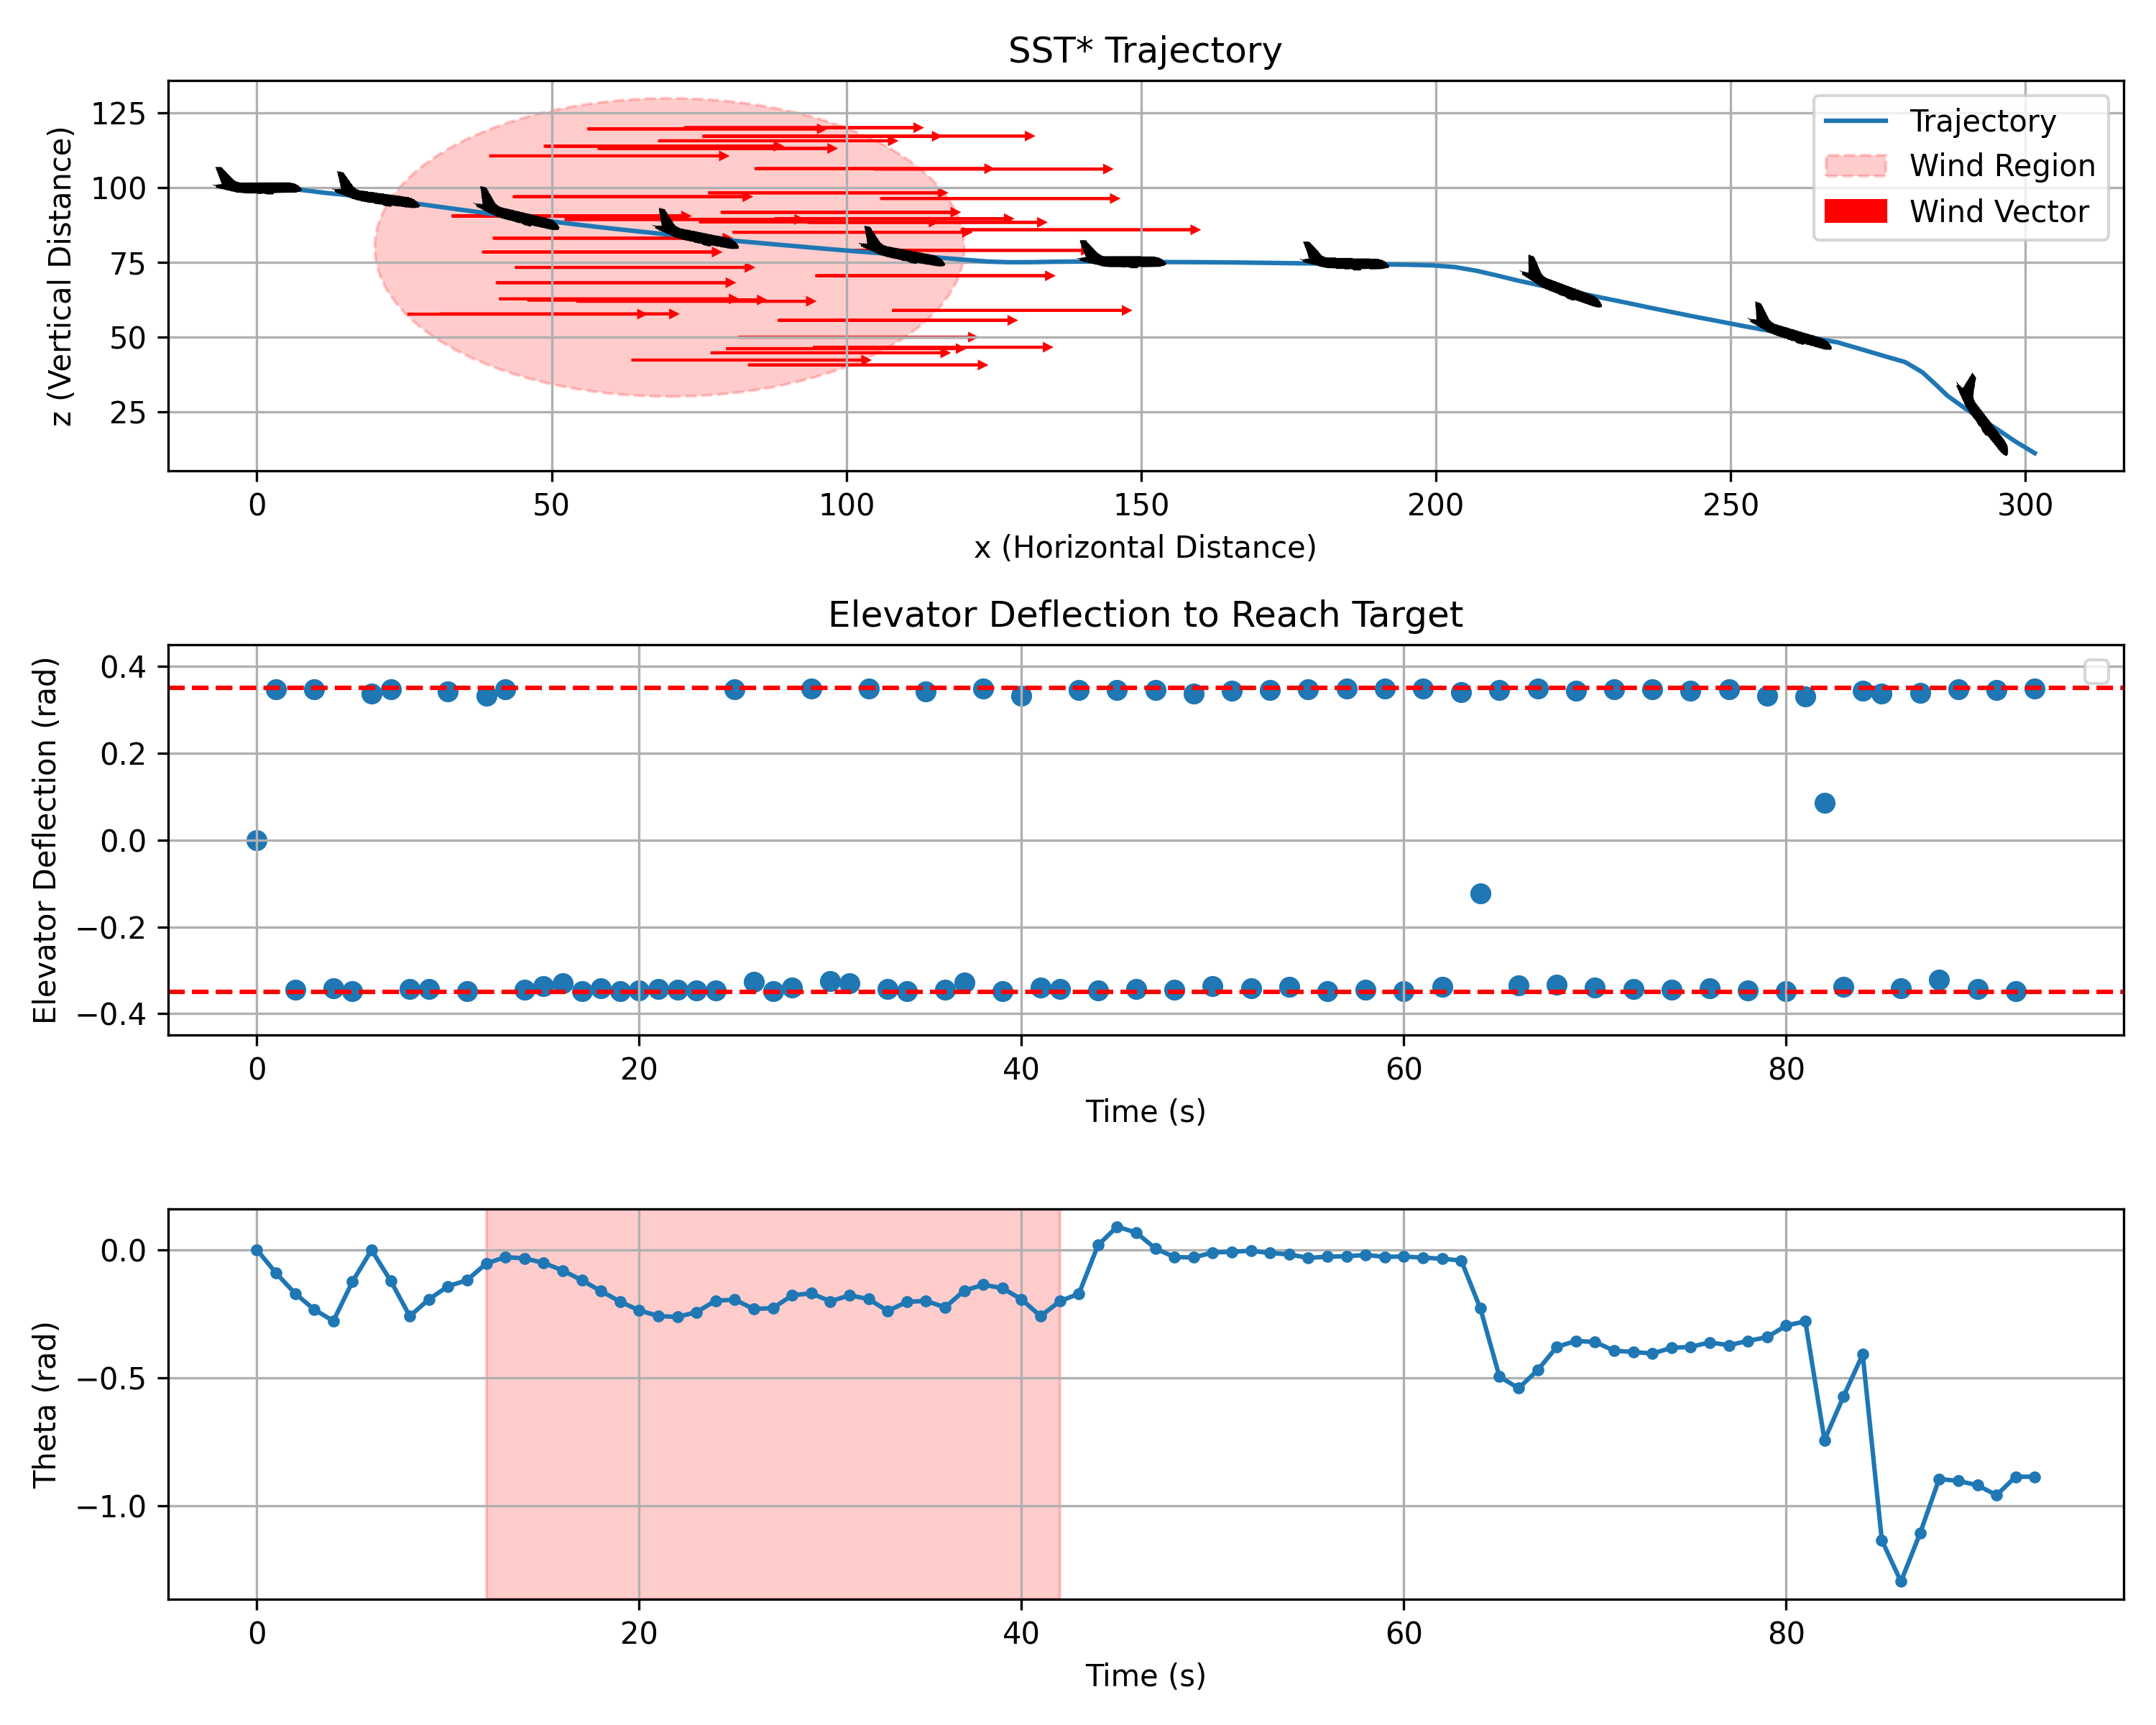 SST* Trajectory
125
100
75
50
25
z (Vertical Distance)
Trajectory
Wind Region
Wind Vector
0 50 100 150 200 250 300
x (Horizontal Distance)
Elevator Deflection to Reach Target
0.4
0.2
0.0
−0.2
−0.4
Elevator Deflection (rad)
0 20 40 60 80
Time (s)
0.0
−0.5
−1.0
Theta (rad)
0 20 40 60 80
Time (s)